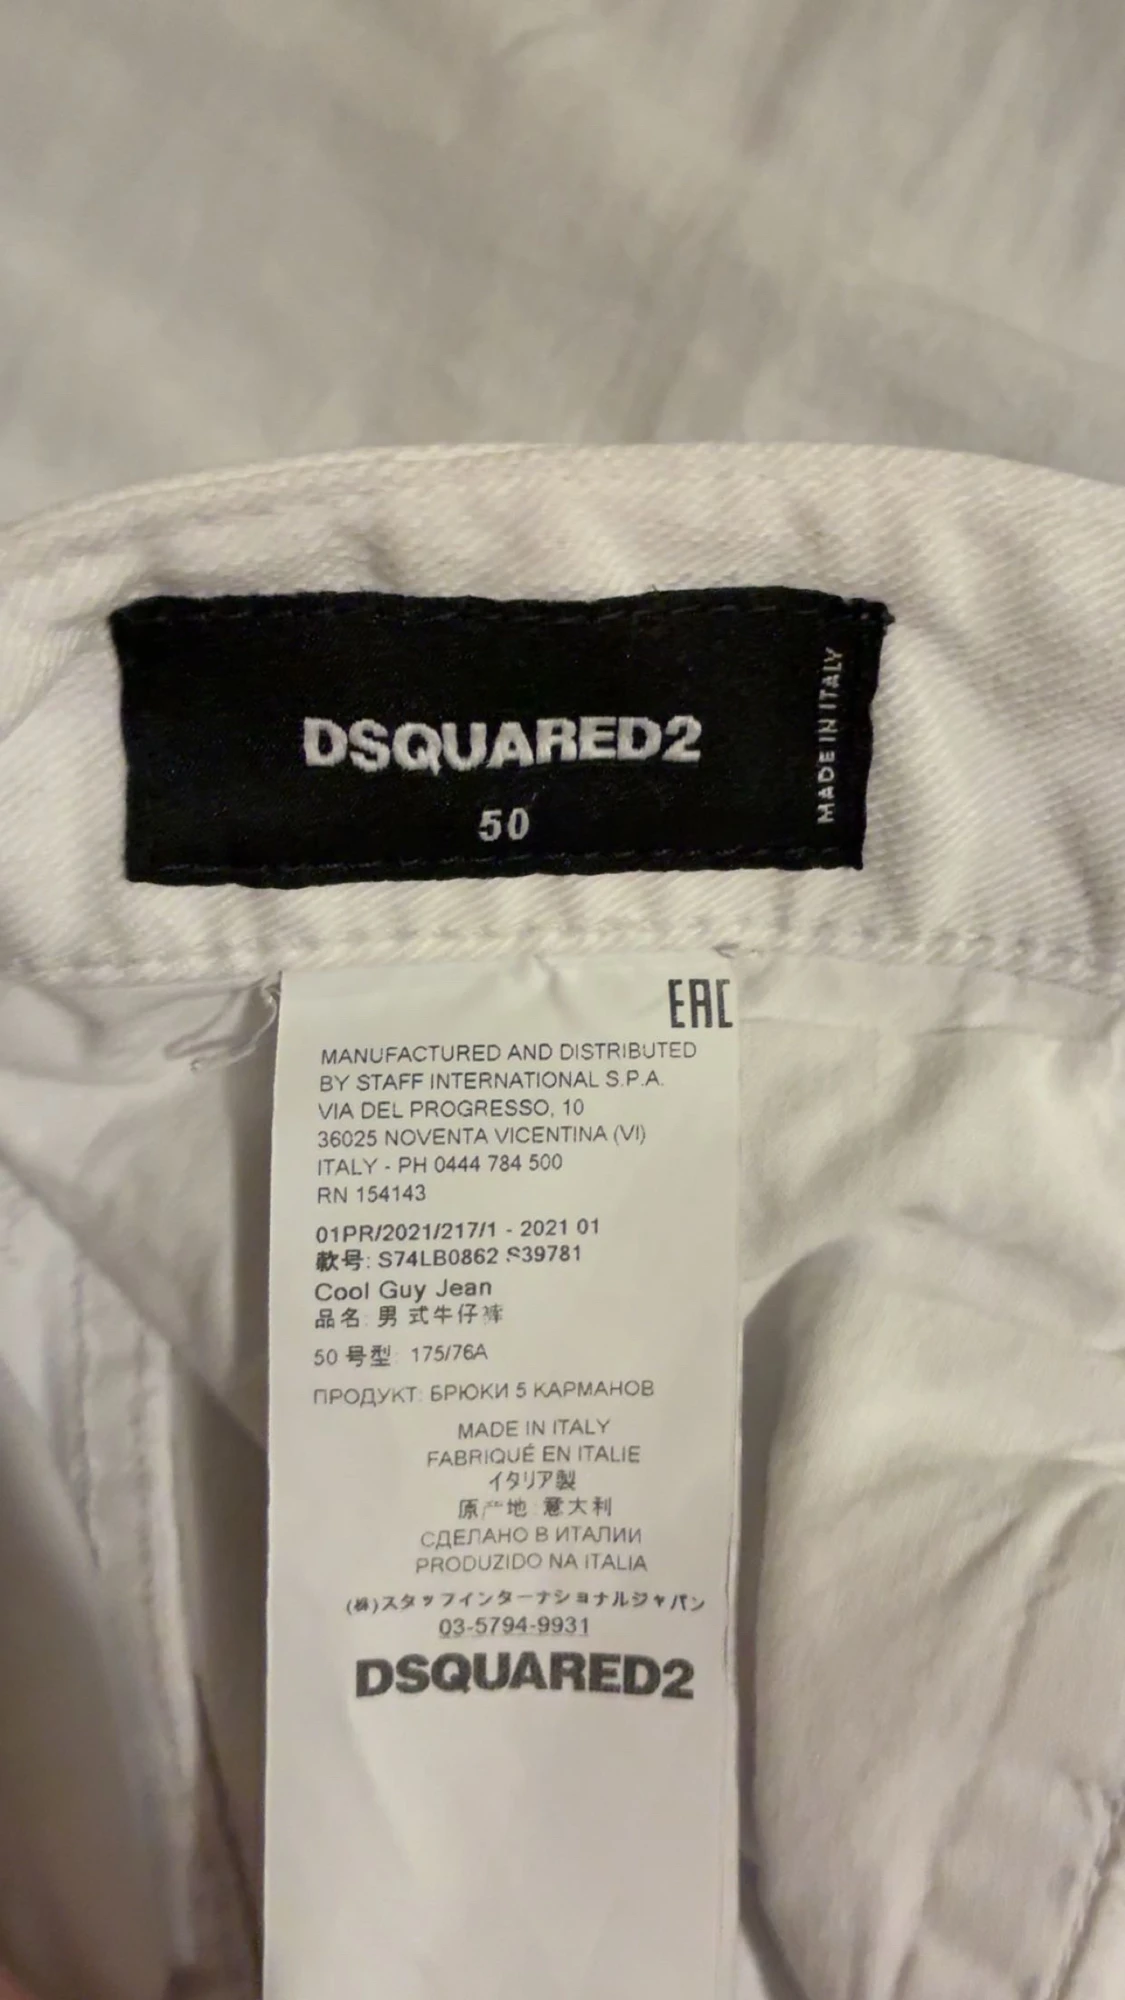 DSQUARED2
50
MADE IN ITALY
EAC
MANUFACTURED AND DISTRIBUTED
BY STAFF INTERNATIONAL S.P.A.
VIA DEL PROGRESSO, 10
36025 NOVENTA VICENTINA (VI)
ITALY - PH 0444 784 500
RN 154143
01PR/2021/217/1 - 2021 01
款号: S74LB0862 S39781
Cool Guy Jean
品名: 男式牛仔裤
50 号型: 175/76A
ПРОДУКТ: БРЮКИ 5 КАРМАНОВ
MADE IN ITALY
FABRIQUÉ EN ITALIE
イタリア製
原产地:意大利
СДЕЛАНО В ИТАЛИИ
PRODUZIDO NA ITALIA
(株)スタッフインターナショナルジャパン
03-5794-9931
DSQUARED2